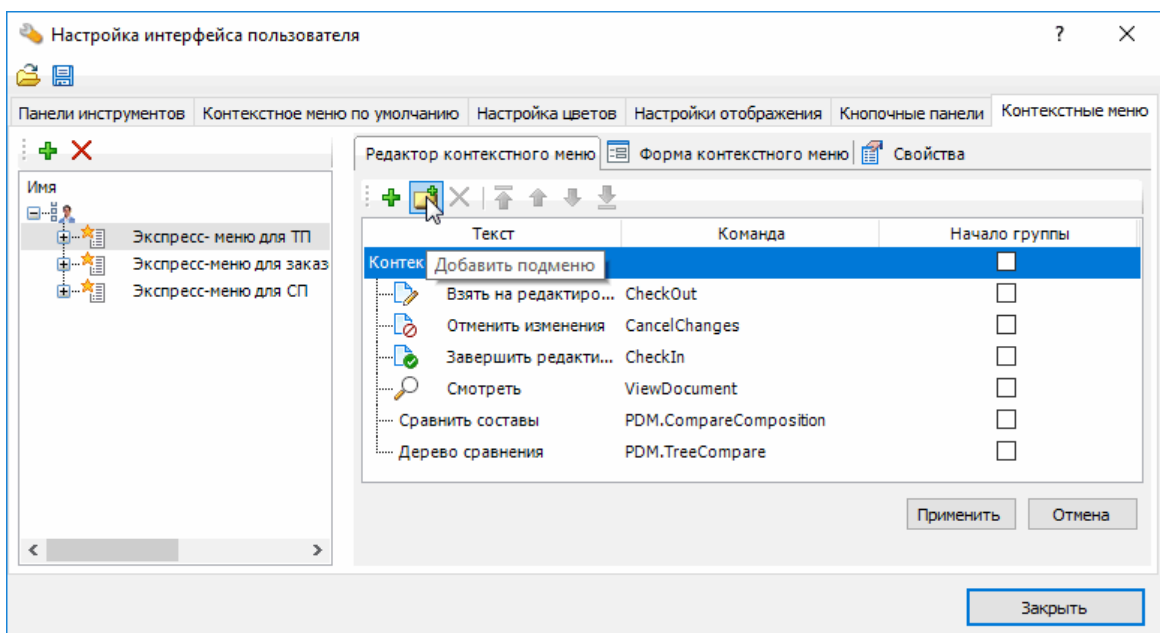 Настройка интерфейса пользователя
?
Панели инструментов Контекстное меню по умолчанию Настройка цветов Настройки отображения Кнопочные панели Контекстные меню
Редактор контекстного меню Форма контекстного меню Свойства
Имя
Экспресс- меню для ТП
Экспресс-меню для заказ
Экспресс-меню для СП
Текст Команда Начало группы
Контек
Добавить подменю
Взять на редактиро... CheckOut
Отменить изменения CancelChanges
Завершить редакти... CheckIn
Смотреть ViewDocument
Сравнить составы PDM.CompareComposition
Дерево сравнения PDM.TreeCompare
Применить Отмена
Закрыть